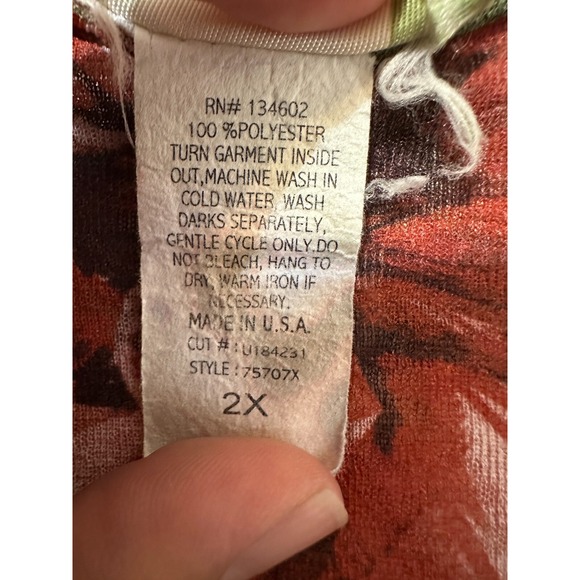 RN# 134602
100 %POLYESTER
TURN GARMENT INSIDE
OUT,MACHINE WASH IN
COLD WATER, WASH
DARKS SEPARATELY,
GENTLE CYCLE ONLY.DO
NOT BLEACH, HANG TO
DRY, WARM IRON IF
NECESSARY.
MADE IN U.S.A.
CUT # : U184231
STYLE : 75707X
2X